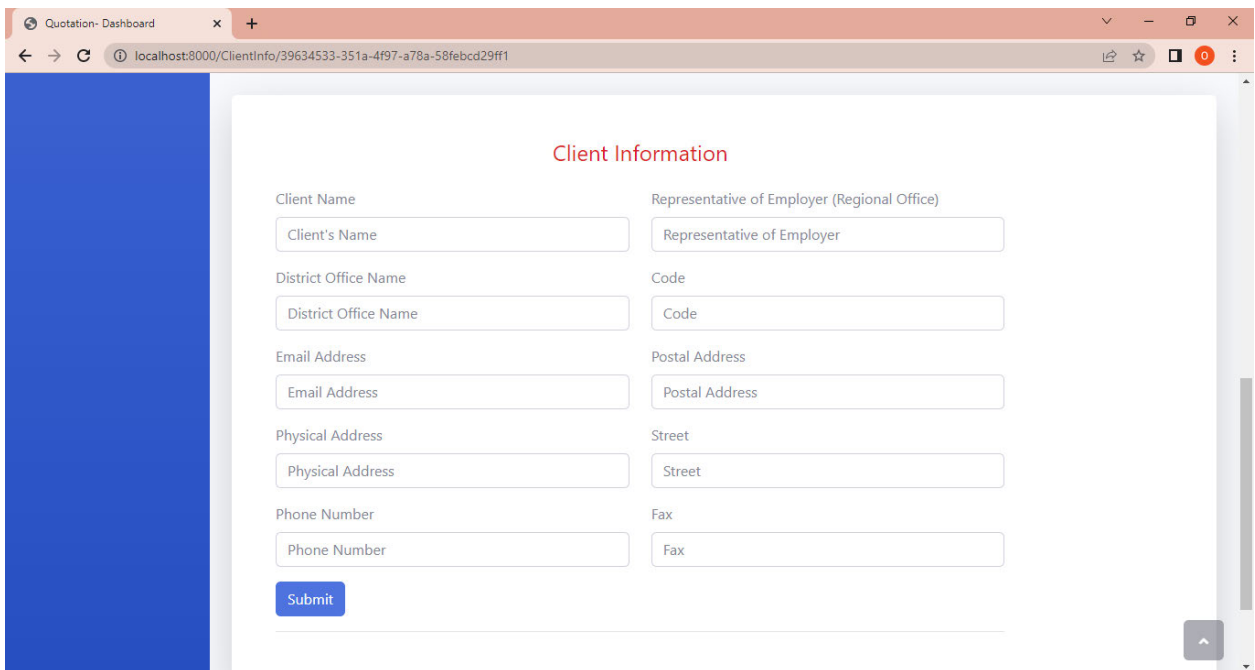 Quotation- Dashboard
localhost:8000/ClientInfo/39634533-351a-4f97-a78a-58febcd29ff1
O
Client Information
Client Name
Representative of Employer (Regional Office)
Client's Name
Representative of Employer
District Office Name
Code
District Office Name
Code
Email Address
Postal Address
Email Address
Postal Address
Physical Address
Street
Physical Address
Street
Phone Number
Fax
Phone Number
Fax
Submit